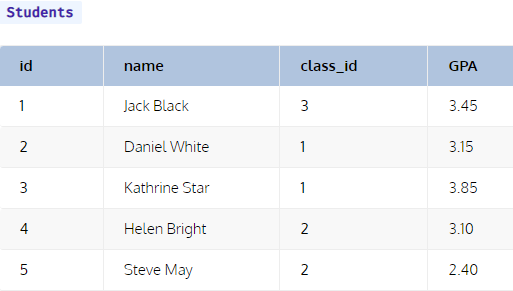 Students
id name class_id GPA
1 Jack Black 3 3.45
2 Daniel White 1 3.15
3 Kathrine Star 1 3.85
4 Helen Bright 2 3.10
5 Steve May 2 2.40